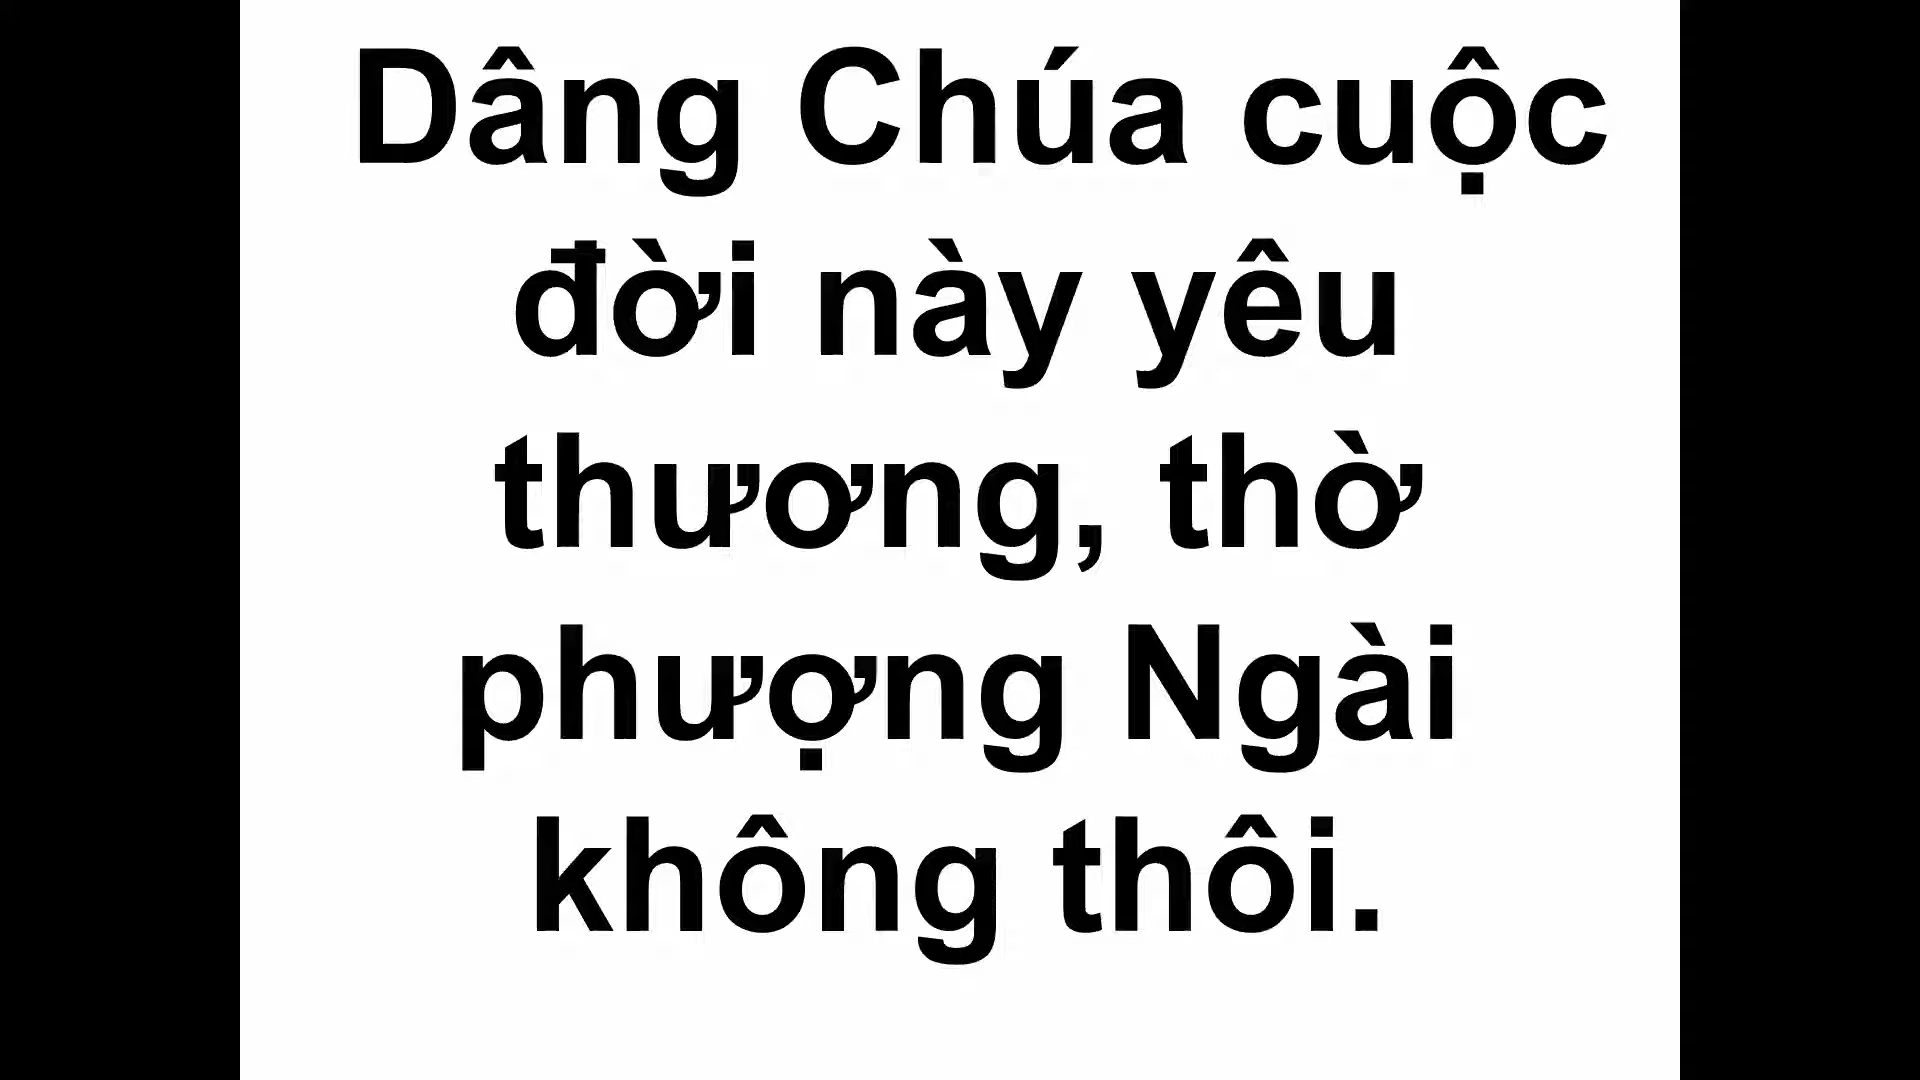 Dâng Chúa cuộc
đời này yêu
thương, thờ
phượng Ngài
không thôi.